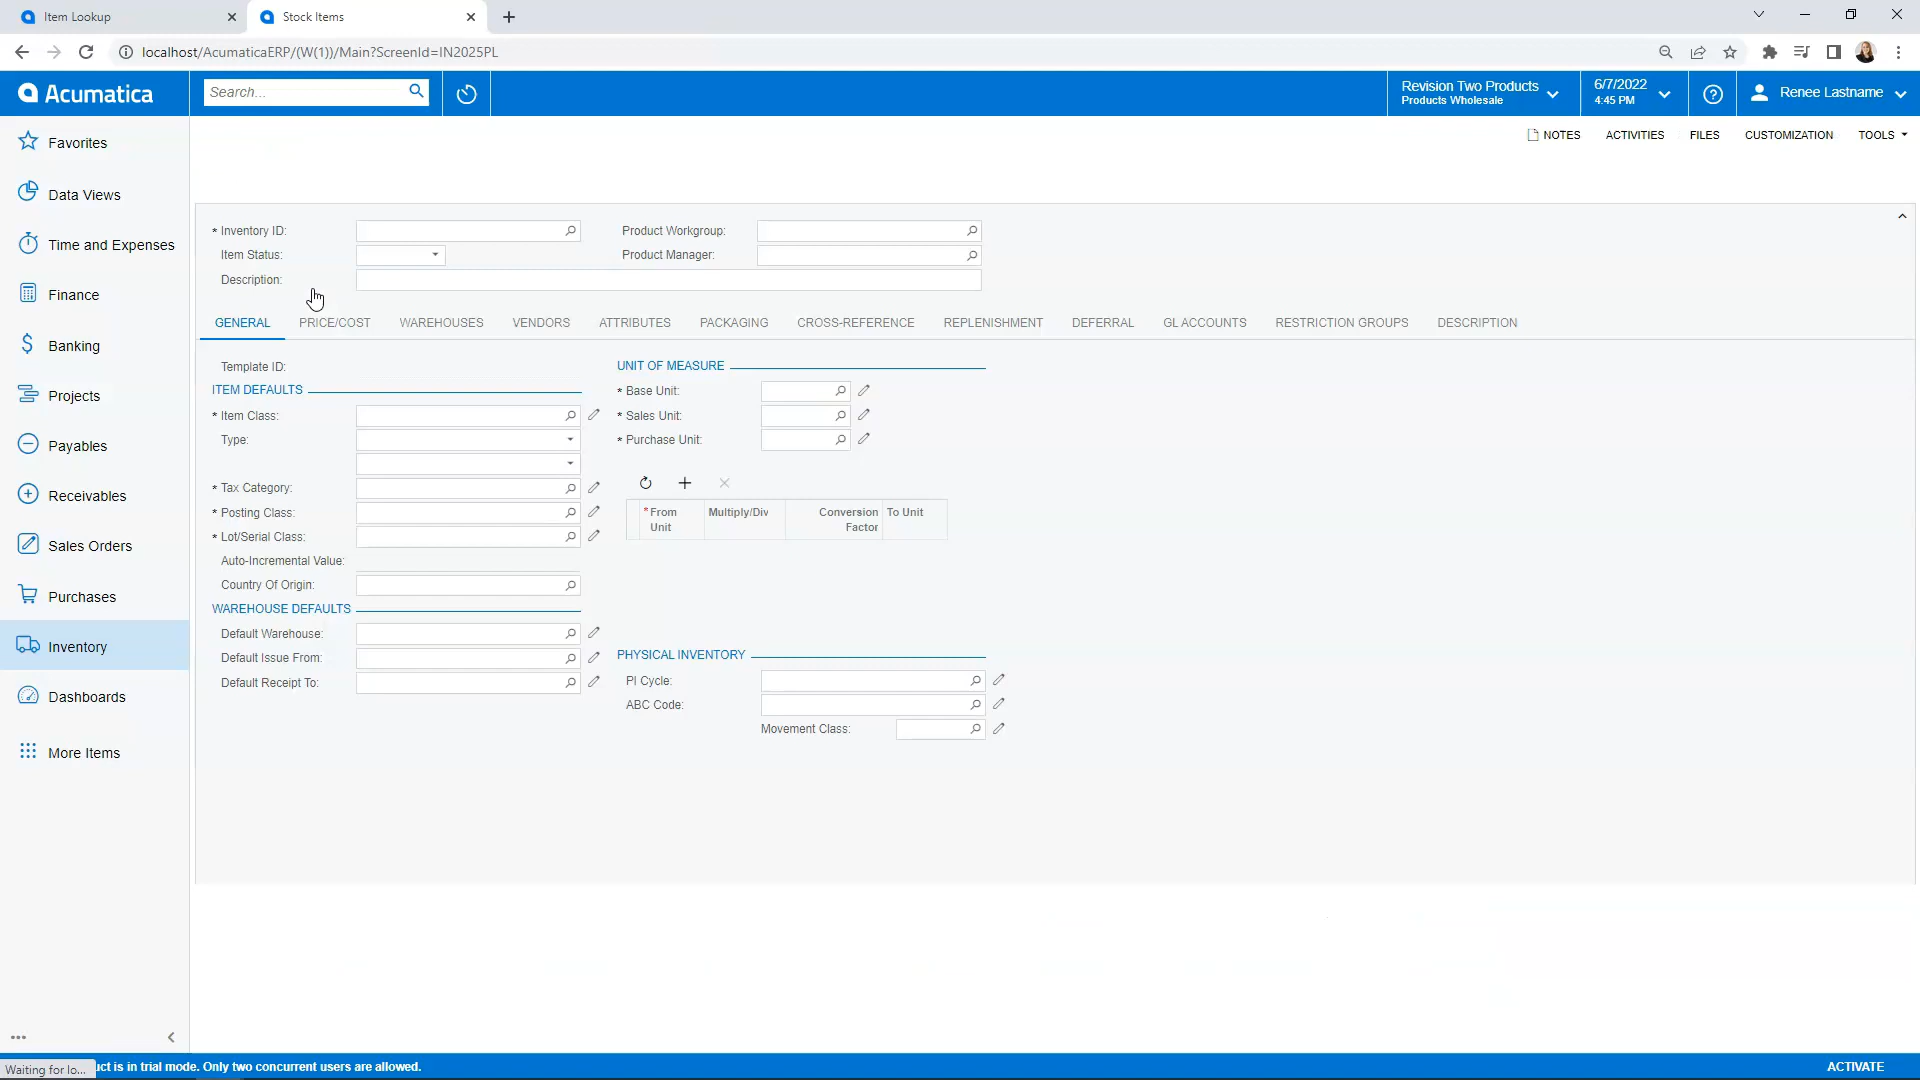 Item Lookup
Stock Items
localhost/AcumaticaERP/(W(1))/Main?ScreenId=IN2025PL
Acumatica
Search...
Revision Two Products
Products Wholesale
6/7/2022
4:45 PM
Renee Lastname
NOTES ACTIVITIES FILES CUSTOMIZATION TOOLS
Favorites
Data Views
Time and Expenses
Finance
Banking
Projects
Payables
Receivables
Sales Orders
Purchases
Inventory
Dashboards
More Items
* Inventory ID:
Item Status:
Description:
Product Workgroup:
Product Manager:
GENERAL PRICE/COST WAREHOUSES VENDORS ATTRIBUTES PACKAGING CROSS-REFERENCE REPLENISHMENT DEFERRAL GL ACCOUNTS RESTRICTION GROUPS DESCRIPTION
Template ID:
ITEM DEFAULTS
* Item Class:
Type:
* Tax Category:
* Posting Class:
* Lot/Serial Class:
Auto-Incremental Value:
Country Of Origin:
WAREHOUSE DEFAULTS
Default Warehouse:
Default Issue From:
Default Receipt To:
UNIT OF MEASURE
* Base Unit:
* Sales Unit:
* Purchase Unit:
* From Unit
Multiply/Div
Conversion Factor
To Unit
PHYSICAL INVENTORY
PI Cycle:
ABC Code:
Movement Class:
Waiting for lo...
uct is in trial mode. Only two concurrent users are allowed.
ACTIVATE